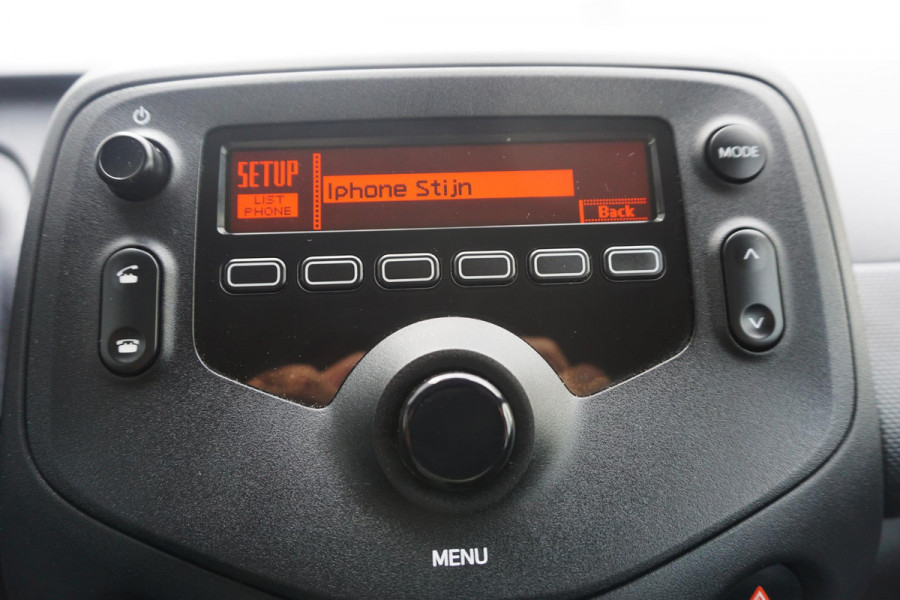 SETUP
LIST
PHONE
Iphone Stijn
Back
MODE
MENU